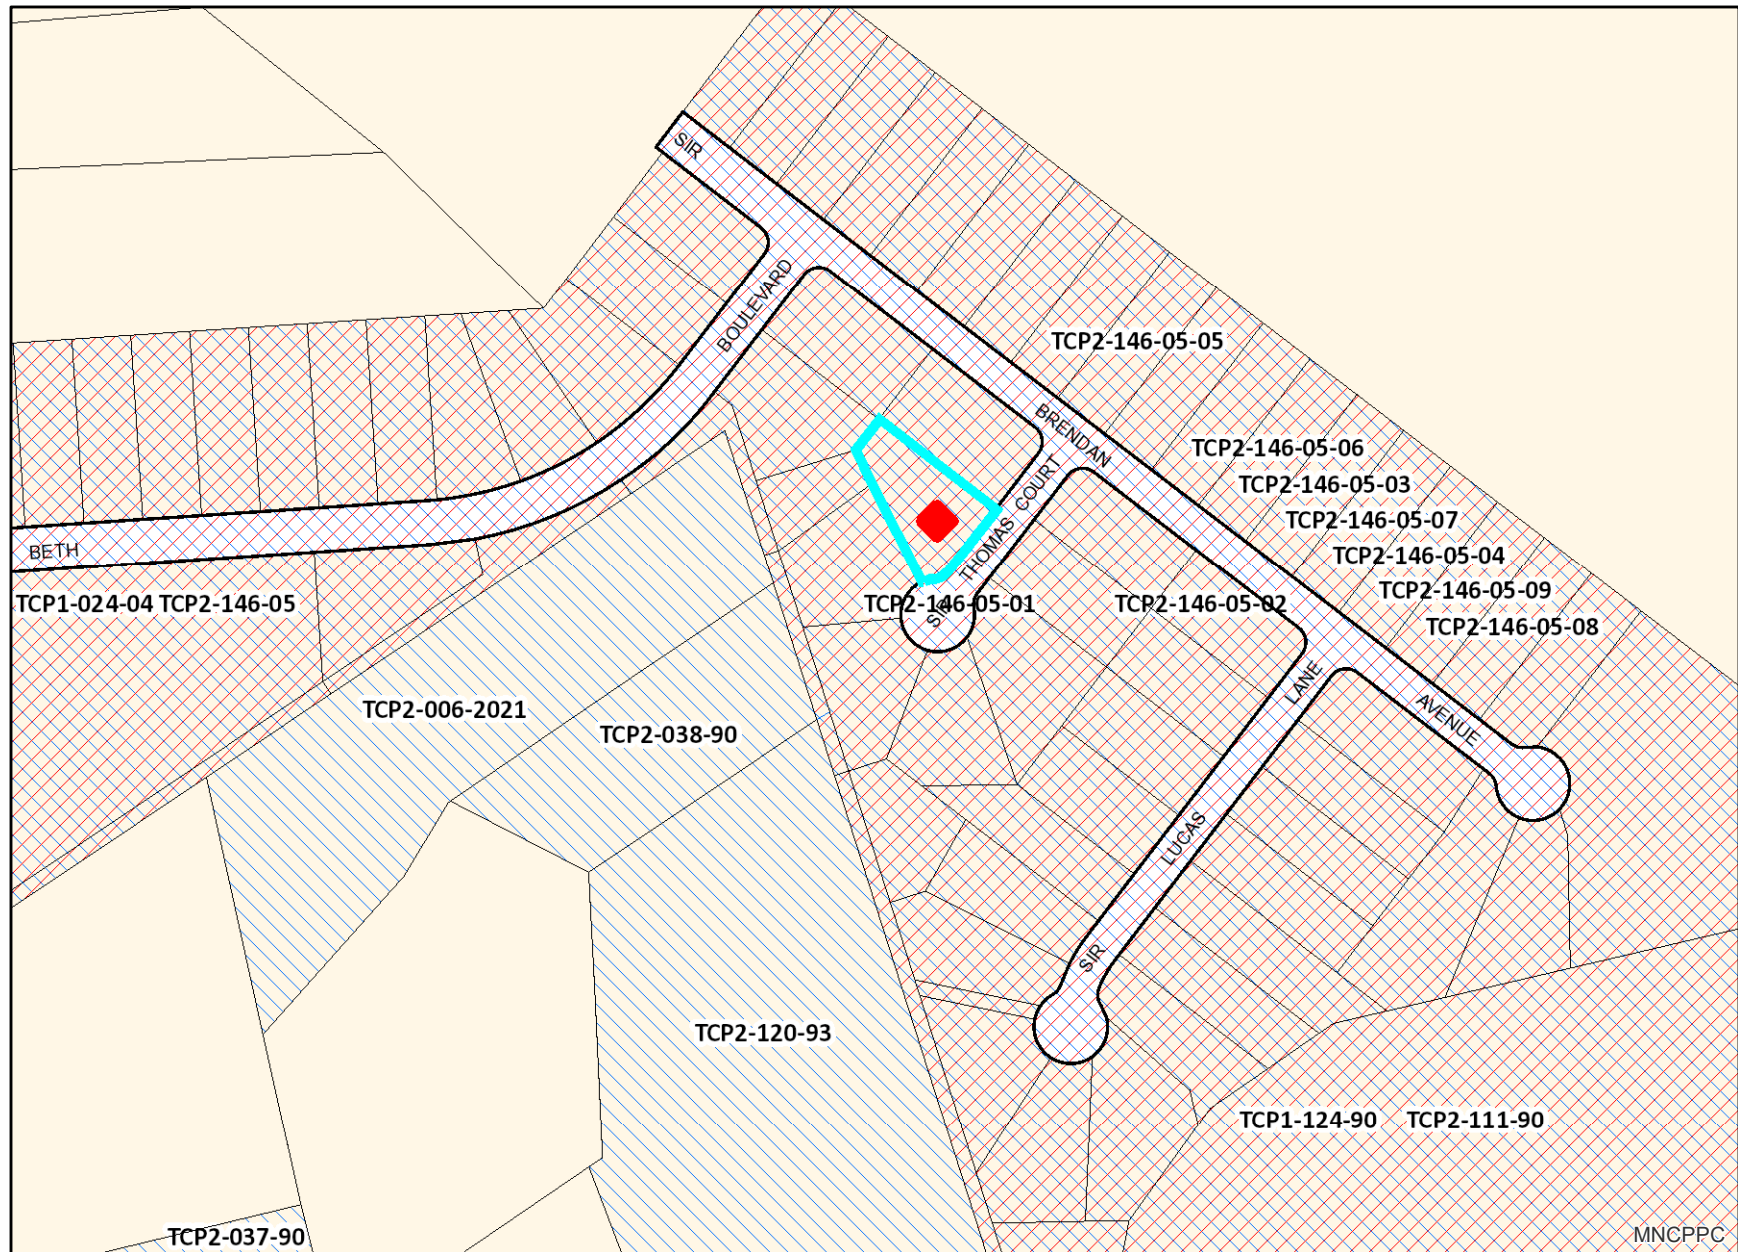 SIR
BOULEVARD
TCP2-146-05-05
BRENDAN
TCP2-146-05-06
COURT
TCP2-146-05-03
TCP2-146-05-07
THOMAS
BETH
TCP2-146-05-04
TCP2-146-05-09
TCP1-024-04 TCP2-146-05
TCP2-146-05-01
SIR
TCP2-146-05-02
TCP2-146-05-08
LANE
TCP2-006-2021
AVENUE
TCP2-038-90
LUCAS
SIR
TCP2-120-93
TCP1-124-90 TCP2-111-90
TCP2-037-90
MNCPPC